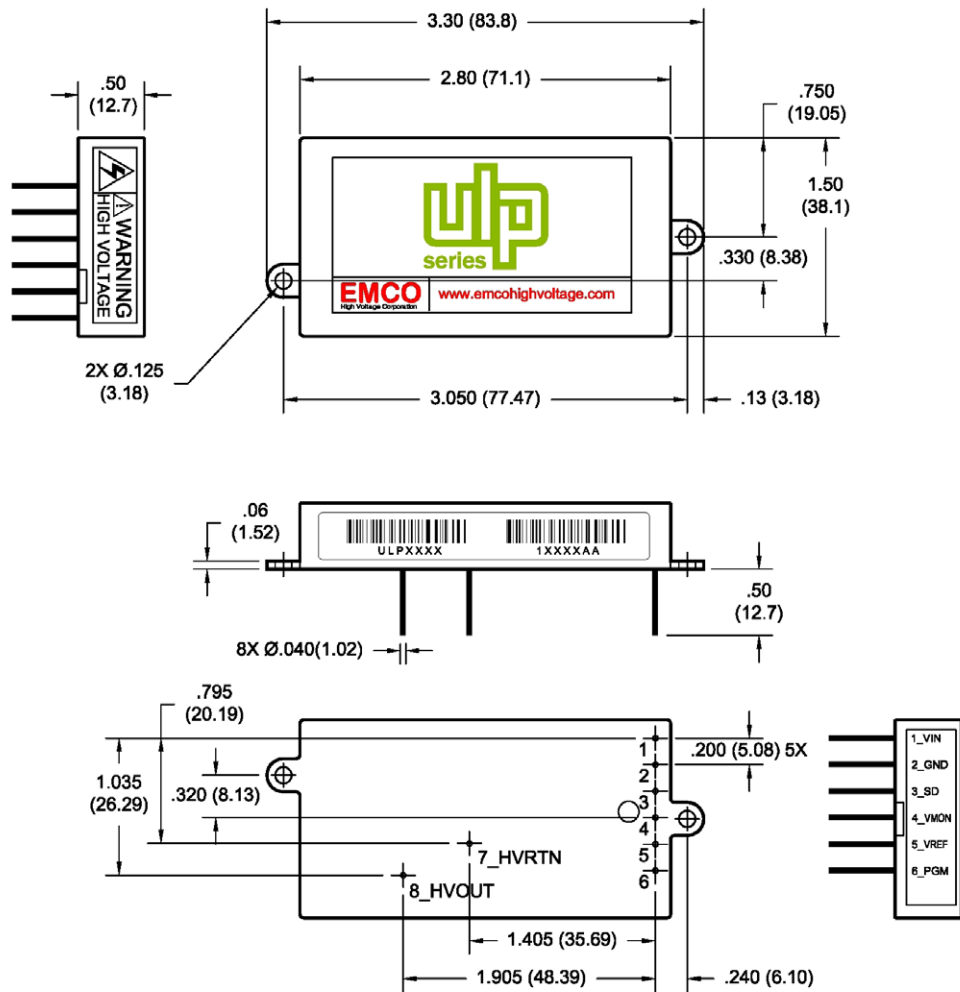 3.30 (83.8)
2.80 (71.1)
.50
(12.7)
.750
(19.05)
1.50
(38.1)
.330 (8.38)
WARNING
HIGH VOLTAGE
ulp
series
EMCO
High Voltage Corporation
www.emcohighvoltage.com
2X Ø.125
(3.18)
3.050 (77.47)
.13 (3.18)
.06
(1.52)
ULPXXXX
1XXXXAA
.50
(12.7)
8X Ø.040(1.02)
.795
(20.19)
1.035
(26.29)
.320 (8.13)
1
2
3
4
5
6
.200 (5.08) 5X
7_HVRTN
8_HVOUT
1.405 (35.69)
1.905 (48.39)
.240 (6.10)
1_VIN
2_GND
3_SD
4_VMON
5_VREF
6_PGM